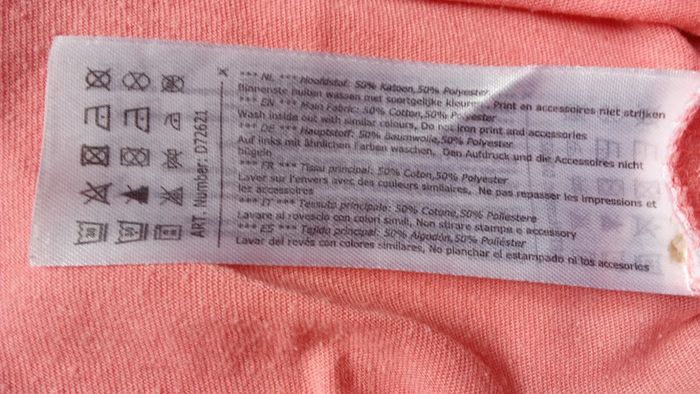 *** NL *** Hoofdstof: 50% Katoen,50% Polyester
Binnenste buiten wassen met soortgelijke kleuren, Print en accessoires niet strijken
*** EN *** Main Fabric: 50% Cotton,50% Polyester
Wash inside out with similar colours, Do not iron print and accessories
*** DE *** Hauptstoff: 50% Baumwolle,50% Polyester
Auf links mit ähnlichen Farben waschen, Den Aufdruck und die Accessoires nicht
bügeln
*** FR *** Tissu principal: 50% Coton,50% Polyester
Laver sur l'envers avec des couleurs similaires, Ne pas repasser les impressions et
les accessoires
*** IT *** Tessuto principale: 50% Cotone,50% Poliestere
Lavare al rovescio con colori simili, Non stirare stampa e accessory
*** ES *** Tejido principal: 50% Algodón,50% Poliéster
Lavar del revés con colores similares, No planchar el estampado ni los accesorios
ART. Number: D72621
30 30